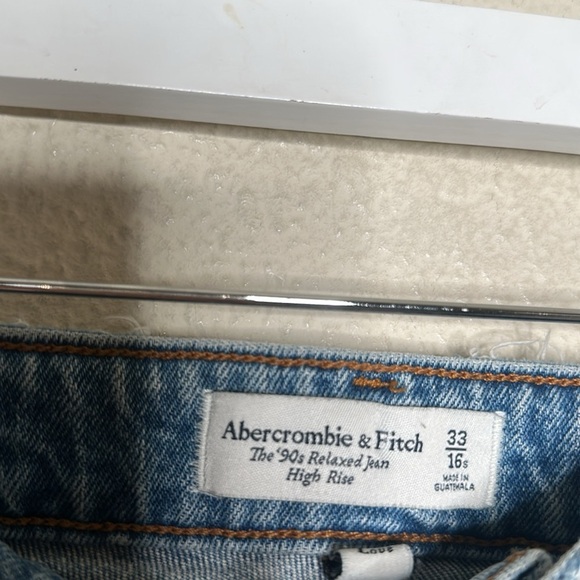 Abercrombie & Fitch
The '90s Relaxed Jean
High Rise
33
16s
MADE IN
GUATEMALA